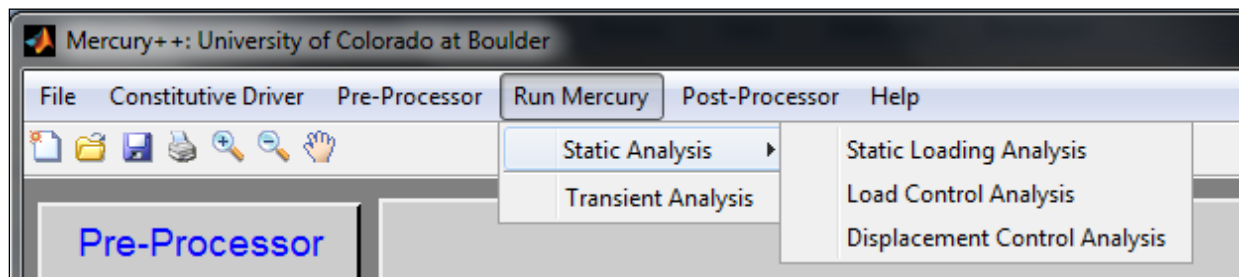 Mercury++: University of Colorado at Boulder
File Constitutive Driver Pre-Processor Run Mercury Post-Processor Help
Static Analysis
Transient Analysis
Static Loading Analysis
Load Control Analysis
Displacement Control Analysis
Pre-Processor